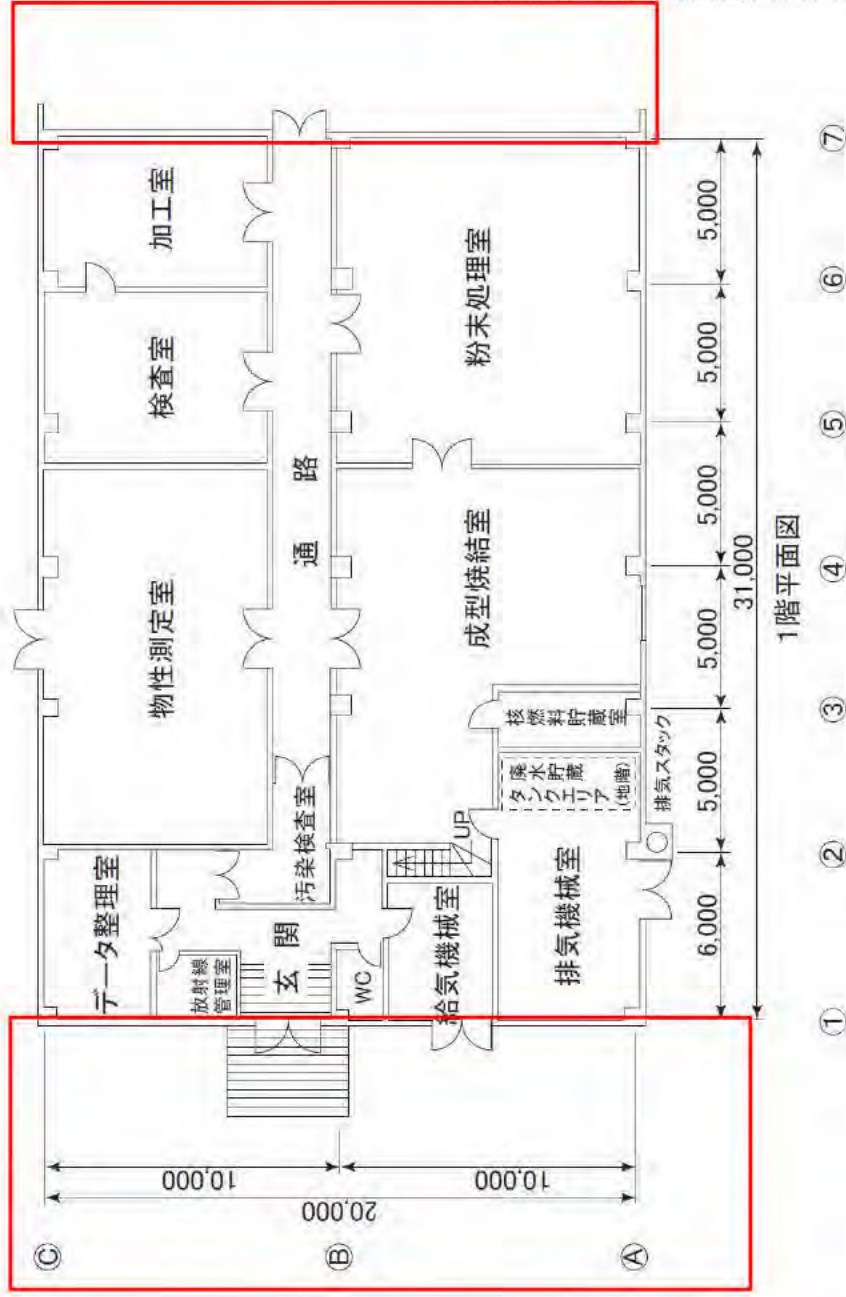 データ整理室
物性測定室
検査室
加工室
放射線
管理室
玄関
汚染検査室
通路
WC
UP
給気機械室
排気機械室
廃水貯蔵
タンクエリア
(地階)
核燃料貯蔵室
成型焼結室
粉末処理室
排気スタック
10,000
10,000
20,000
Ⓒ
Ⓑ
Ⓐ
6,000
5,000
5,000
5,000
5,000
5,000
31,000
1階平面図
①
②
③
④
⑤
⑥
⑦